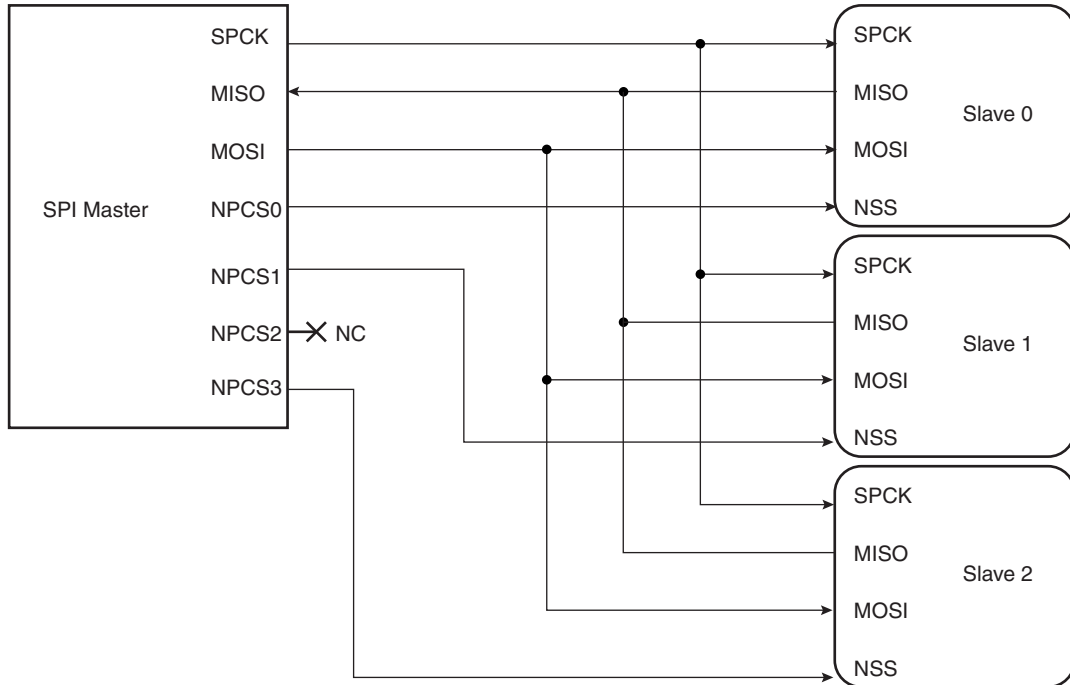 SPI Master
SPCK
MISO
MOSI
NPCS0
NPCS1
NPCS2
NC
NPCS3
SPCK
MISO
Slave 0
MOSI
NSS
SPCK
MISO
Slave 1
MOSI
NSS
SPCK
MISO
Slave 2
MOSI
NSS